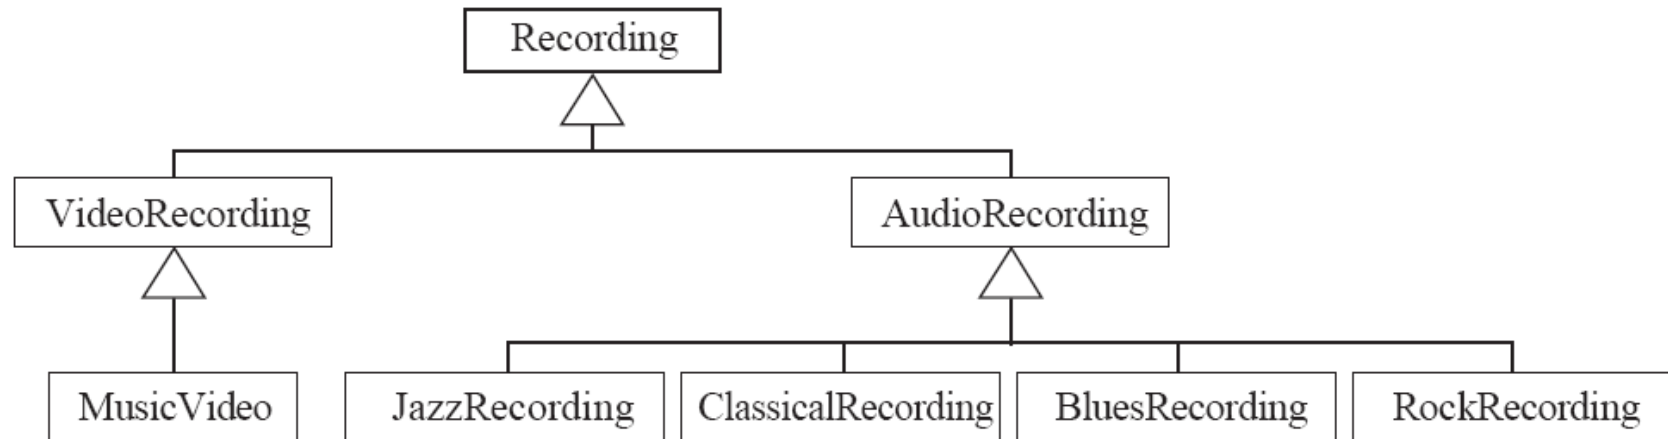 Recording
VideoRecording
AudioRecording
MusicVideo
JazzRecording
ClassicalRecording
BluesRecording
RockRecording